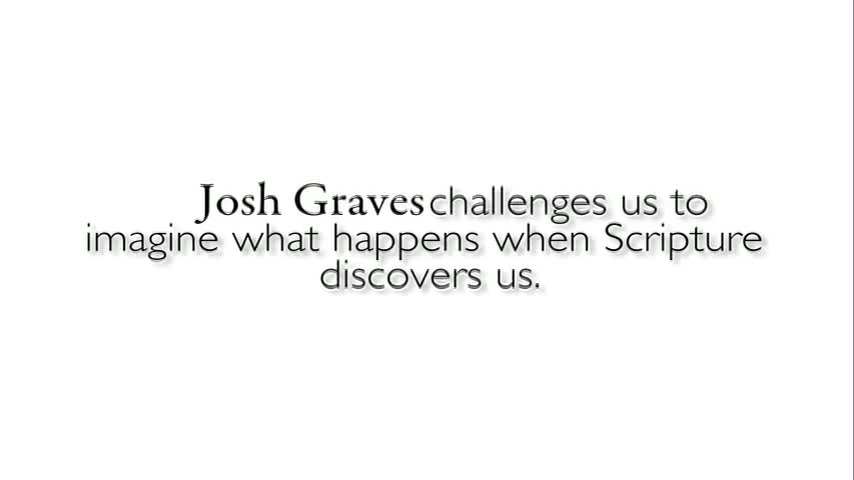 Josh Graves challenges us to
imagine what happens when Scripture
discovers us.